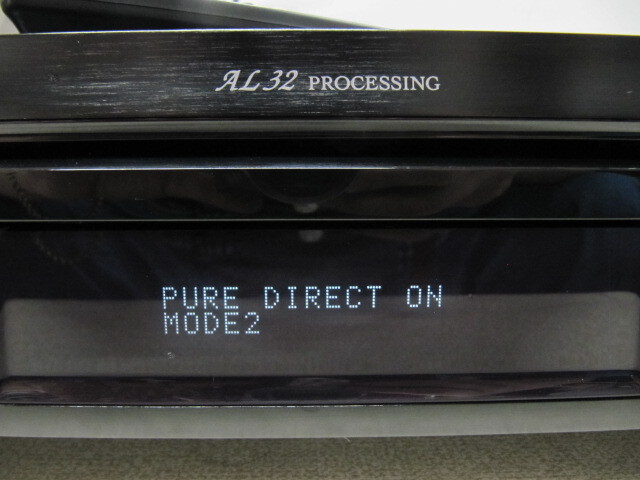 AL32 PROCESSING
PURE DIRECT ON
MODE2